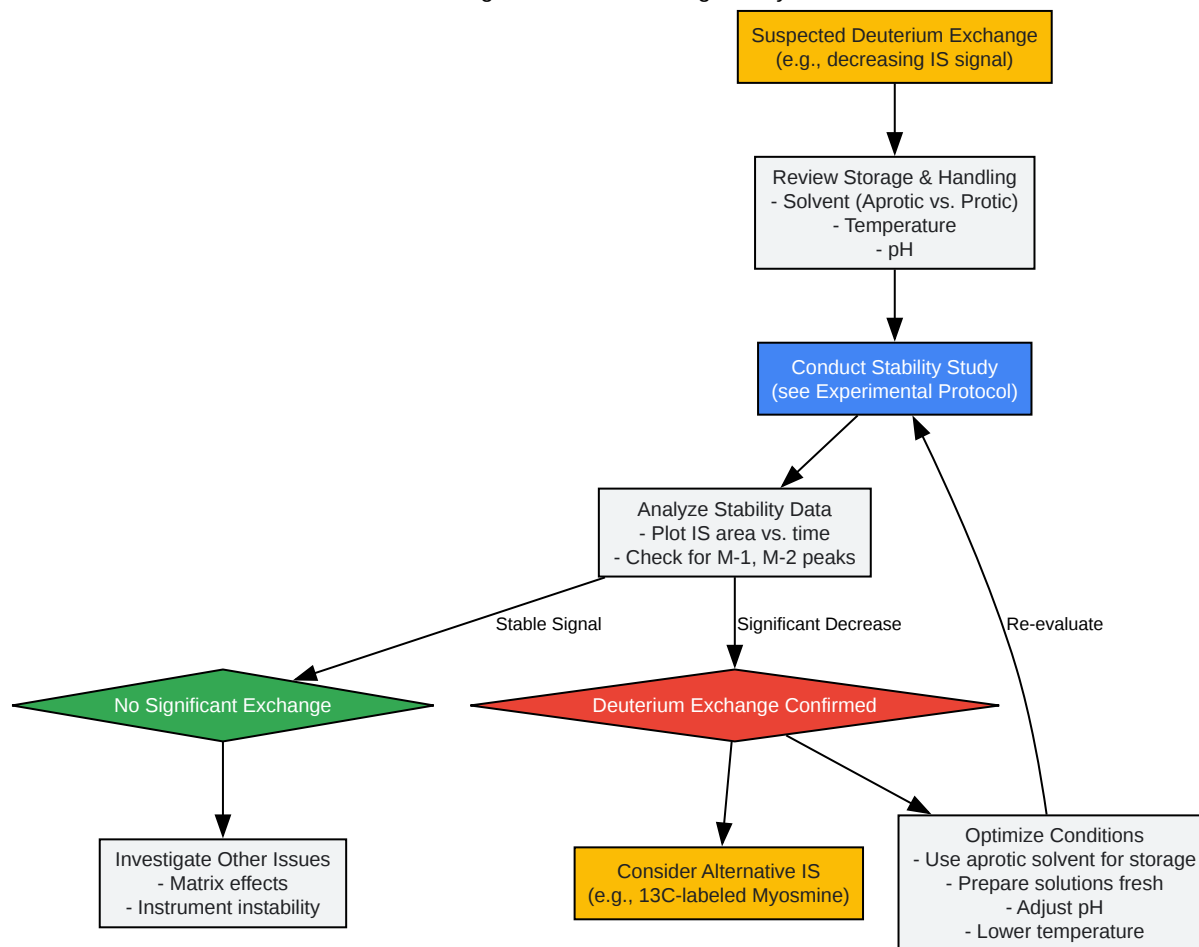 Suspected Deuterium Exchange
(e.g., decreasing IS signal)
Review Storage & Handling
- Solvent (Aprotic vs. Protic)
- Temperature
- pH
Conduct Stability Study
(see Experimental Protocol)
Analyze Stability Data
- Plot IS area vs. time
- Check for M-1, M-2 peaks
Stable Signal
Significant Decrease
Re-evaluate
No Significant Exchange
Deuterium Exchange Confirmed
Investigate Other Issues
- Matrix effects
- Instrument instability
Consider Alternative IS
(e.g., 13C-labeled Myosmine)
Optimize Conditions
- Use aprotic solvent for storage
- Prepare solutions fresh
- Adjust pH
- Lower temperature